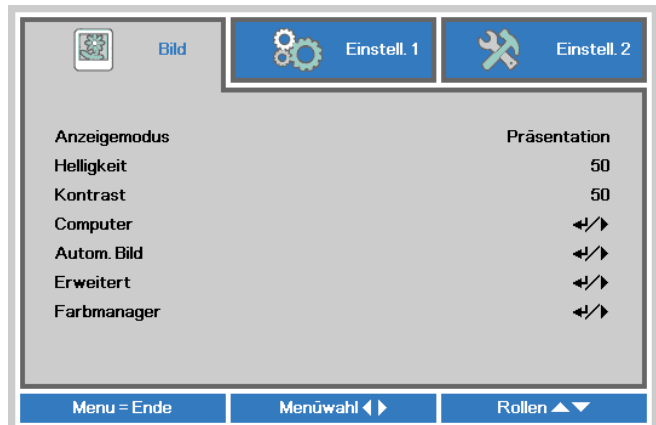 Bild Einstell. 1 Einstell. 2
Anzeigemodus Präsentation
Helligkeit 50
Kontrast 50
Computer ↵/▶
Autom. Bild ↵/▶
Erweitert ↵/▶
Farbmanager ↵/▶
Menu = Ende Menüwahl ◀▶ Rollen ▲▼